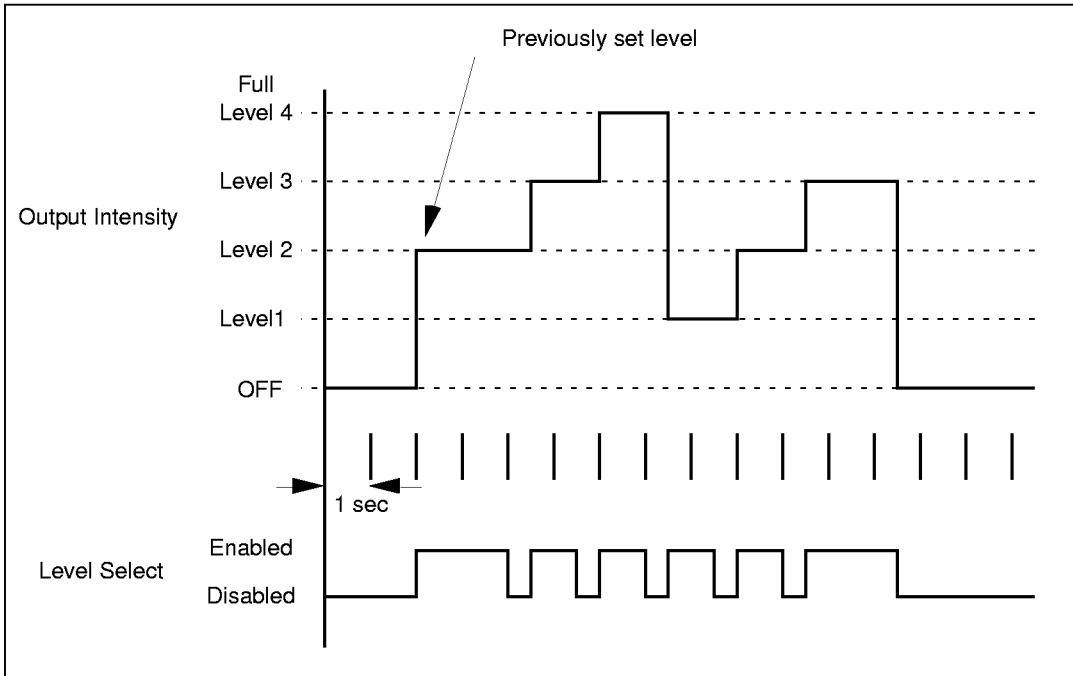 Previously set level
Full
Level 4
Level 3
Output Intensity
Level 2
Level1
OFF
1 sec
Enabled
Level Select
Disabled